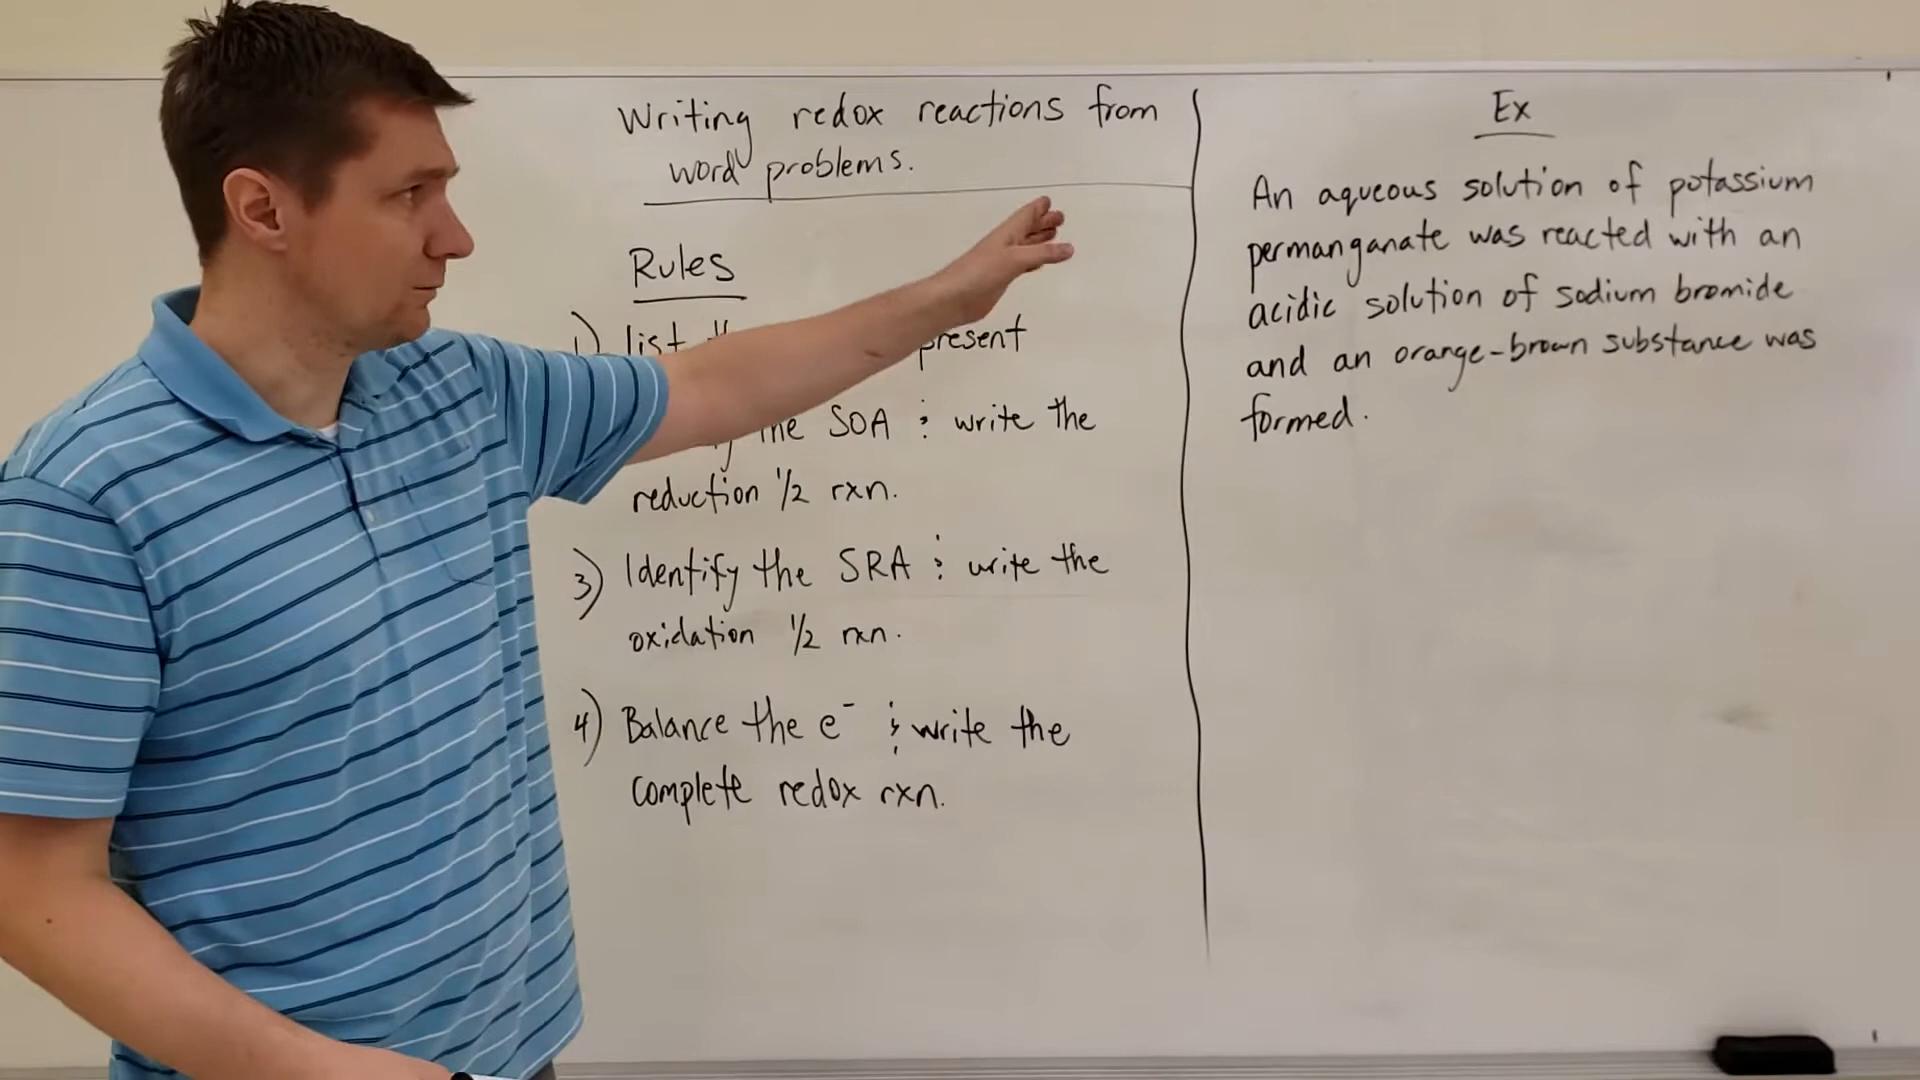 Writing redox reactions from
word problems.
Rules
1) List present
the SOA & write the
reduction 1/2 rxn.
3) Identify the SRA & write the
oxidation 1/2 rxn.
4) Balance the e⁻ & write the
complete redox rxn.
Ex
An aqueous solution of potassium
permanganate was reacted with an
acidic solution of sodium bromide
and an orange-brown substance was
formed.